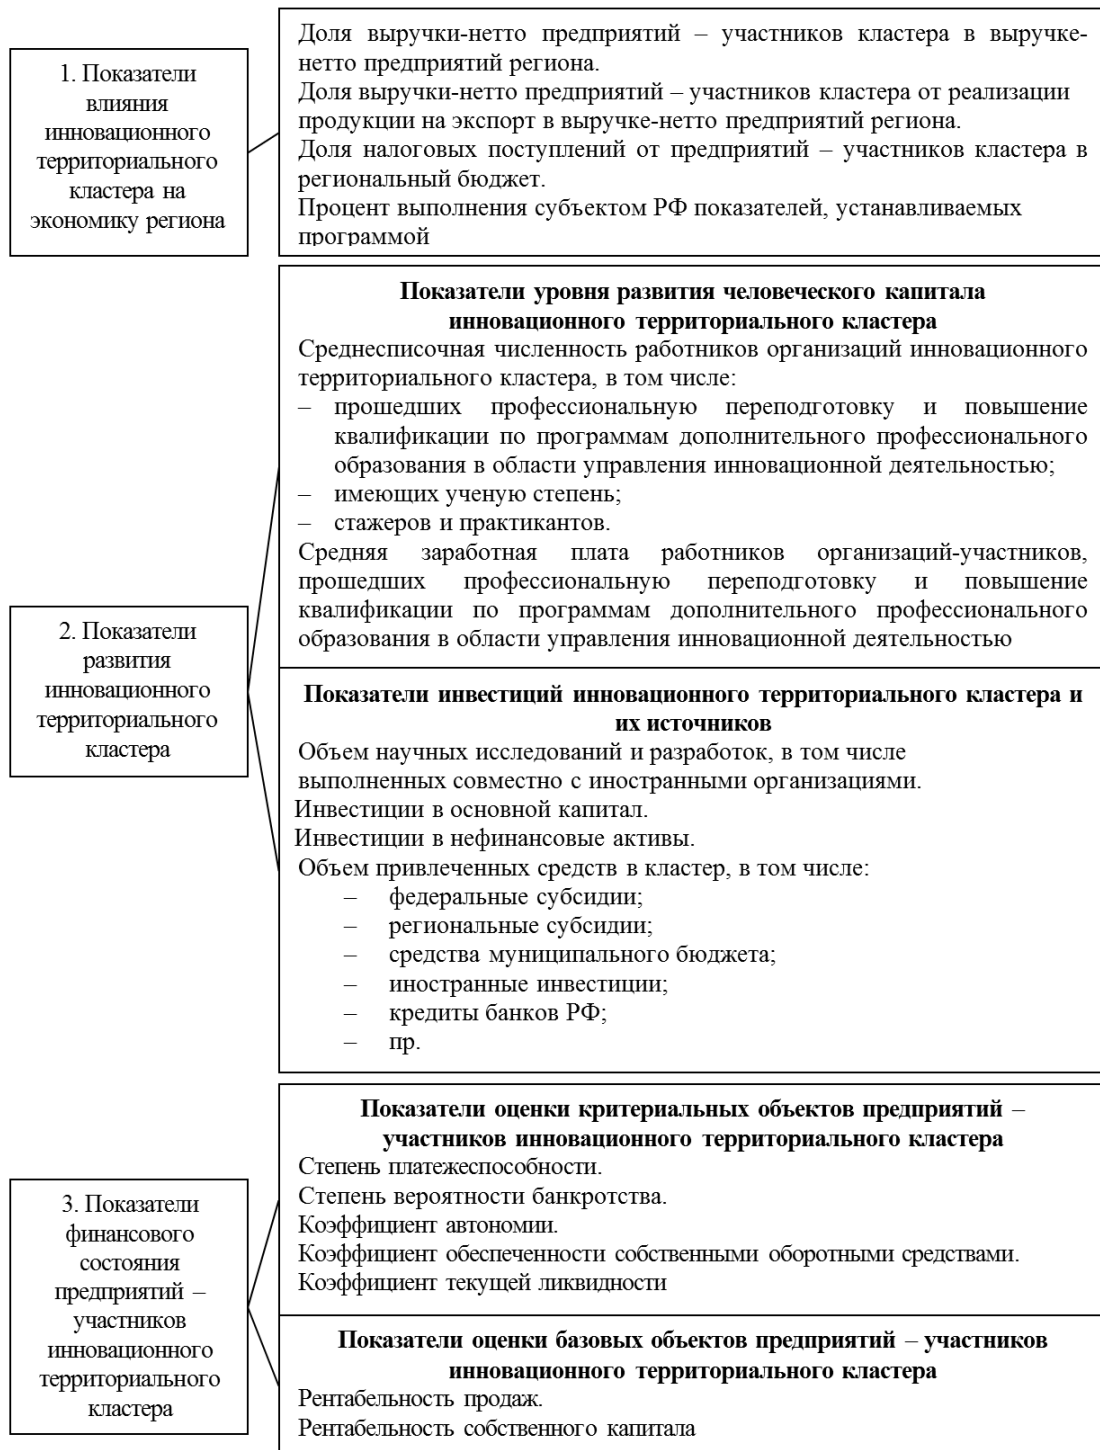 1. Показатели
влияния
инновационного
территориального
кластера на
экономику региона
Доля выручки-нетто предприятий – участников кластера в выручке-
нетто предприятий региона.
Доля выручки-нетто предприятий – участников кластера от реализации
продукции на экспорт в выручке-нетто предприятий региона.
Доля налоговых поступлений от предприятий – участников кластера в
региональный бюджет.
Процент выполнения субъектом РФ показателей, устанавливаемых
программой
2. Показатели
развития
инновационного
территориального
кластера
Показатели уровня развития человеческого капитала
инновационного территориального кластера
Среднесписочная численность работников организаций инновационного
территориального кластера, в том числе:
– прошедших профессиональную переподготовку и повышение
квалификации по программам дополнительного профессионального
образования в области управления инновационной деятельностью;
– имеющих ученую степень;
– стажеров и практикантов.
Средняя заработная плата работников организаций-участников,
прошедших профессиональную переподготовку и повышение
квалификации по программам дополнительного профессионального
образования в области управления инновационной деятельностью
Показатели инвестиций инновационного территориального кластера и
их источников
Объем научных исследований и разработок, в том числе
выполненных совместно с иностранными организациями.
Инвестиции в основной капитал.
Инвестиции в нефинансовые активы.
Объем привлеченных средств в кластер, в том числе:
– федеральные субсидии;
– региональные субсидии;
– средства муниципального бюджета;
– иностранные инвестиции;
– кредиты банков РФ;
– пр.
3. Показатели
финансового
состояния
предприятий –
участников
инновационного
территориального
кластера
Показатели оценки критериальных объектов предприятий –
участников инновационного территориального кластера
Степень платежеспособности.
Степень вероятности банкротства.
Коэффициент автономии.
Коэффициент обеспеченности собственными оборотными средствами.
Коэффициент текущей ликвидности
Показатели оценки базовых объектов предприятий – участников
инновационного территориального кластера
Рентабельность продаж.
Рентабельность собственного капитала